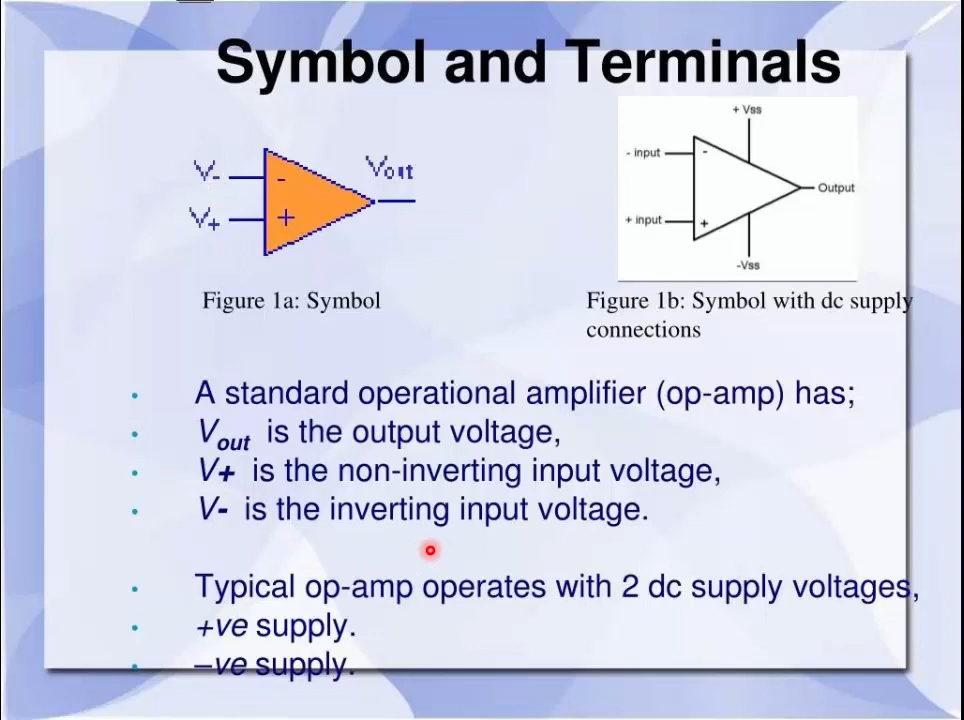 Symbol and Terminals
V-
V+
-
+
Vout
+ Vss
- input
-
Output
+ input
+
-Vss
Figure 1a: Symbol
Figure 1b: Symbol with dc supply
connections
• A standard operational amplifier (op-amp) has;
• Vout is the output voltage,
• V+ is the non-inverting input voltage,
• V- is the inverting input voltage.
• Typical op-amp operates with 2 dc supply voltages,
• +ve supply.
• –ve supply.